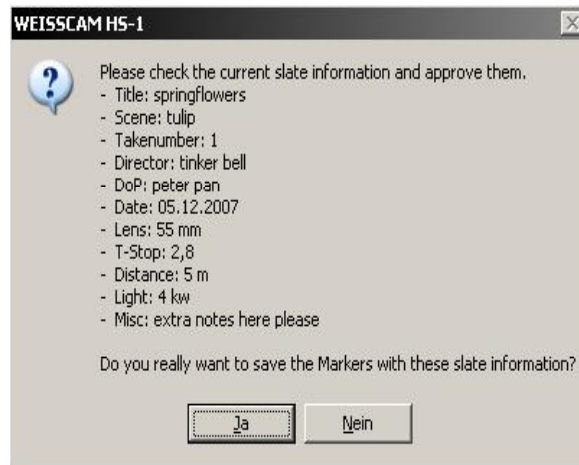 WEISSCAM HS-1
Please check the current slate information and approve them.
- Title: springflowers
- Scene: tulip
- Takenumber: 1
- Director: tinker bell
- DoP: peter pan
- Date: 05.12.2007
- Lens: 55 mm
- T-Stop: 2,8
- Distance: 5 m
- Light: 4 kw
- Misc: extra notes here please
Do you really want to save the Markers with these slate information?
Ja Nein